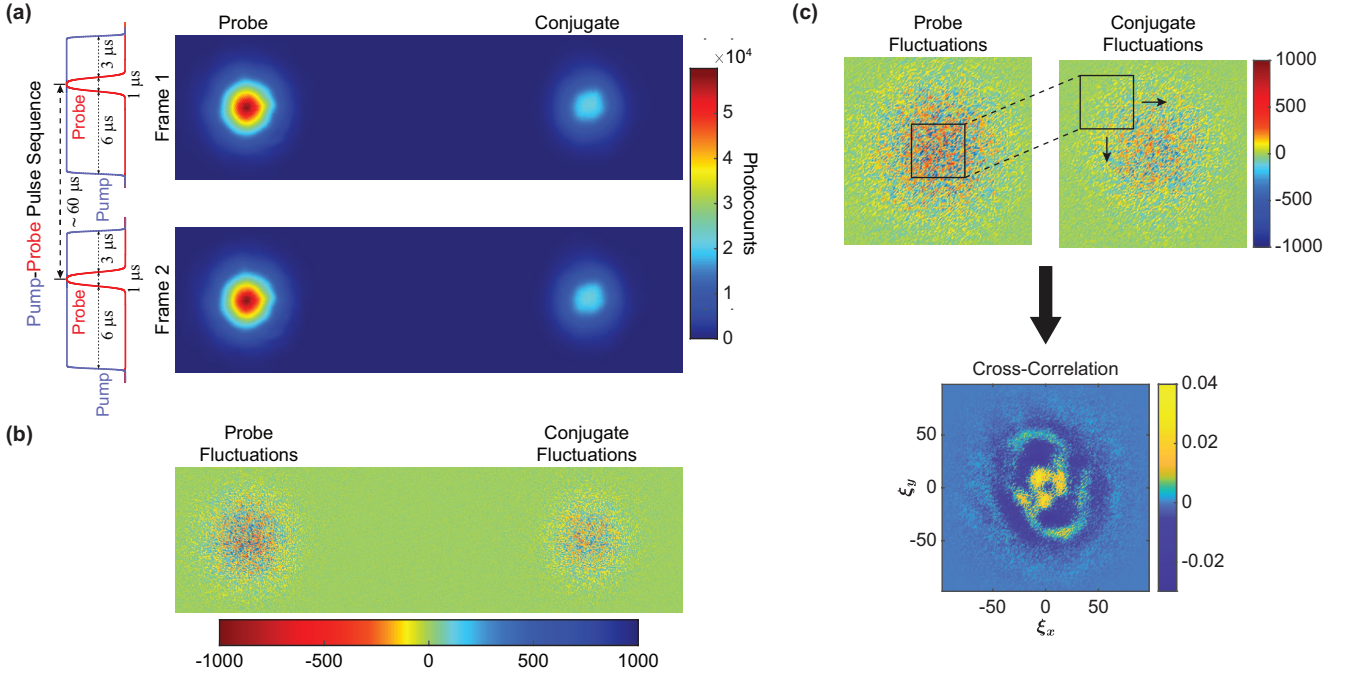 (a)
Probe
Conjugate
Pump-Probe Pulse Sequence
3 μs
1 μs
Probe
6 μs
Pump
~ 60 μs
3 μs
1 μs
Probe
6 μs
Pump
Frame 1
Frame 2
×10⁴
5
4
3
2
1
0
Photocounts
(b)
Probe
Fluctuations
Conjugate
Fluctuations
-1000 -500 0 500 1000
(c)
Probe
Fluctuations
Conjugate
Fluctuations
1000
500
0
-500
-1000
Cross-Correlation
50
0
-50
ξy
-50 0 50
ξx
0.04
0.02
0
-0.02